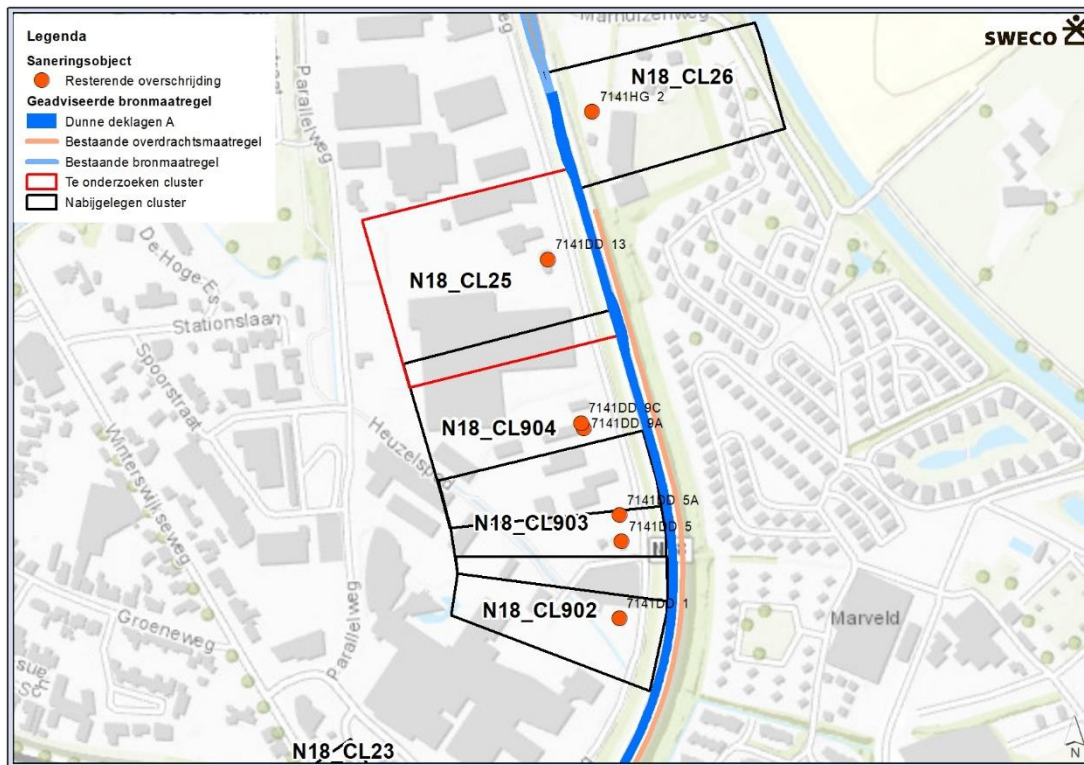 Legenda
Saneringsobject
Resterende overschrijding
Geadviseerde bronmaatregel
Dunne deklagen A
Bestaande overdrachtsmaatregel
Bestaande bronmaatregel
Te onderzoeken cluster
Nabijgelegen cluster
SWECO
Marhulzenweg
N18_CL26
7141HG 2
Parallelweg
De-Hoge-Es
Stationslaan
Spoorstraat
Winterswijkseweg
7141DD 13
N18_CL25
7141DD 9C
7141DD 9A
N18_CL904
Heuzelspad
7141DD 5A
N18_CL903
7141DD 5
7141DD 1
N18_CL902
Groeneweg
Parallelweg
Marveld
N18_CL23
N